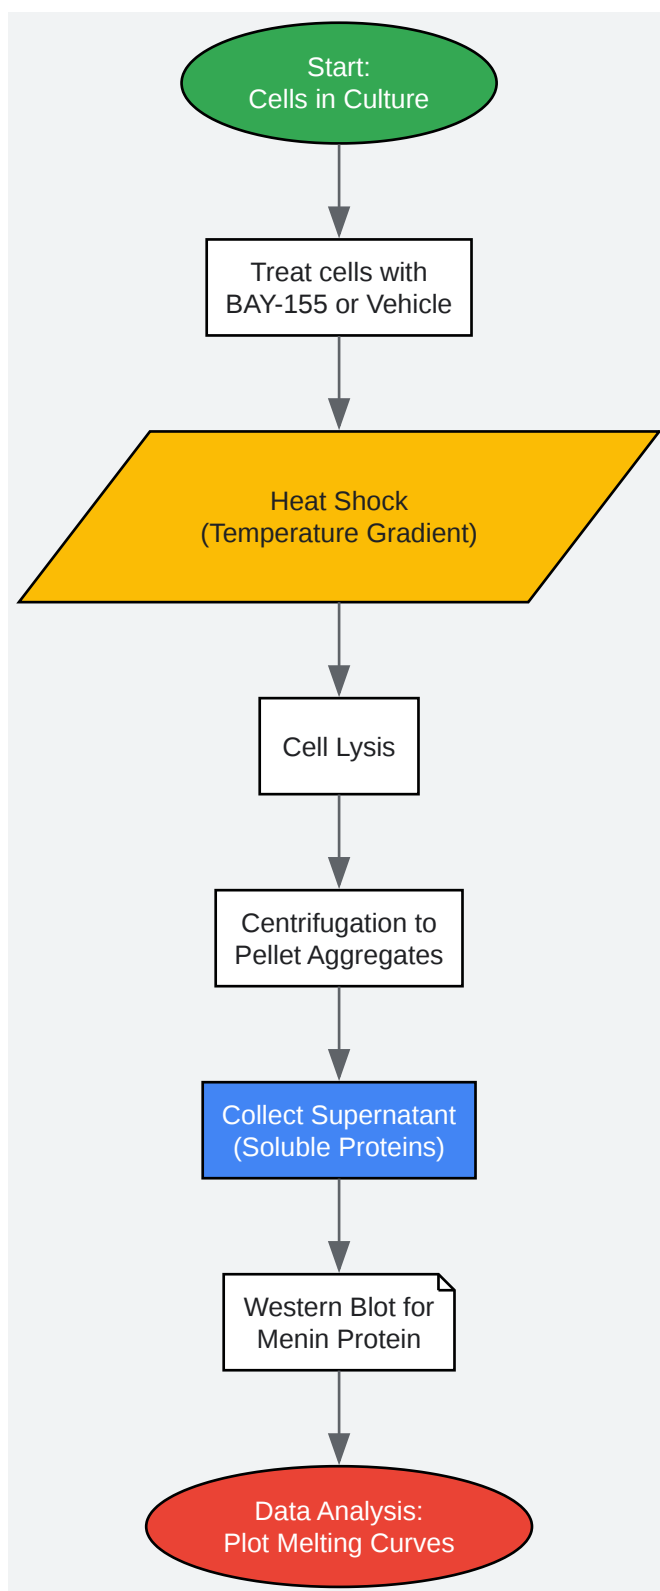 Start:
Cells in Culture
Treat cells with
BAY-155 or Vehicle
Heat Shock
(Temperature Gradient)
Cell Lysis
Centrifugation to
Pellet Aggregates
Collect Supernatant
(Soluble Proteins)
Western Blot for
Menin Protein
Data Analysis:
Plot Melting Curves